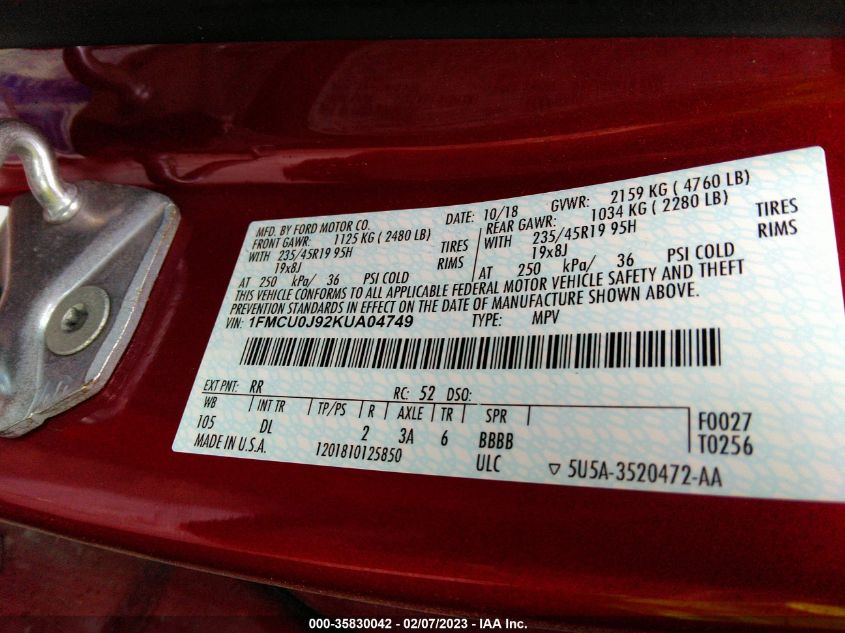 MFD. BY FORD MOTOR CO. DATE: 10/18 GVWR: 2159 KG ( 4760 LB)
FRONT GAWR: 1125 KG ( 2480 LB) REAR GAWR: 1034 KG ( 2280 LB)
WITH 235/45R19 95H TIRES WITH 235/45R19 95H TIRES
19x8J RIMS 19x8J RIMS
AT 250 kPa/ 36 PSI COLD AT 250 kPa/ 36 PSI COLD
THIS VEHICLE CONFORMS TO ALL APPLICABLE FEDERAL MOTOR VEHICLE SAFETY AND THEFT
PREVENTION STANDARDS IN EFFECT ON THE DATE OF MANUFACTURE SHOWN ABOVE.
VIN: 1FMCU0J92KUA04749 TYPE: MPV
EXT PNT: RR RC: 52 DSO:
WB INT TR TP/PS R AXLE TR SPR F0027
105 DL 2 3A 6 BBBB T0256
MADE IN U.S.A. 1201810125850 ULC 5U5A-3520472-AA
000-35830042 - 02/07/2023 - IAA Inc.